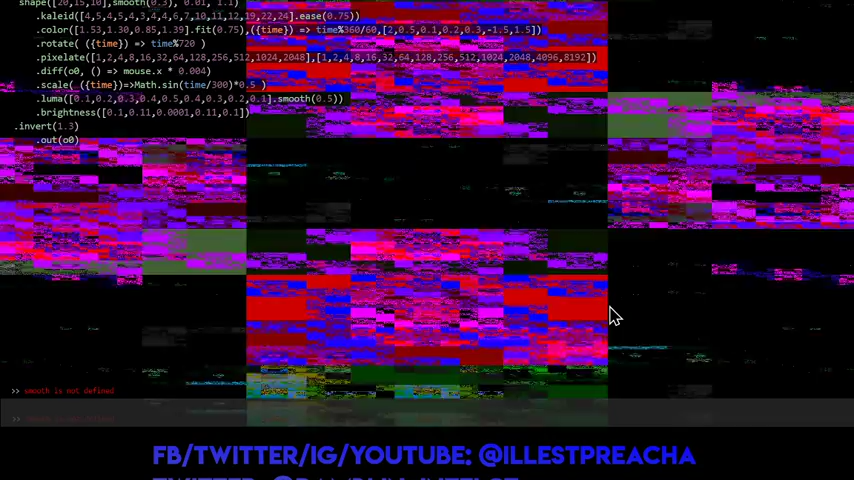 shape([20,15,10],smooth(0.3), 0.01, 1.1)
.kaleid([4,5,4,5,4,3,4,4,6,7,10,11,12,19,22,24].ease(0.75))
.color([1.53,1.30,0.85,1.39].fit(0.75),({time}) => time%360/60,[2,0.5,0.1,0.2,0.3,-1.5,1.5])
.rotate( ({time}) => time%720 )
.pixelate([1,2,4,8,16,32,64,128,256,512,1024,2048],[1,2,4,8,16,32,64,128,256,512,1024,2048,4096,8192])
.diff(o0, () => mouse.x * 0.004)
.scale( ({time})=>Math.sin(time/300)*0.5 )
.luma([0.1,0.2,0.3,0.4,0.5,0.4,0.3,0.2,0.1].smooth(0.5))
.brightness([0.1,0.11,0.0001,0.11,0.1])
.invert(1.3)
.out(o0)
>> smooth is not defined
>>
FB/TWITTER/IG/YOUTUBE: @ILLESTPREACHA